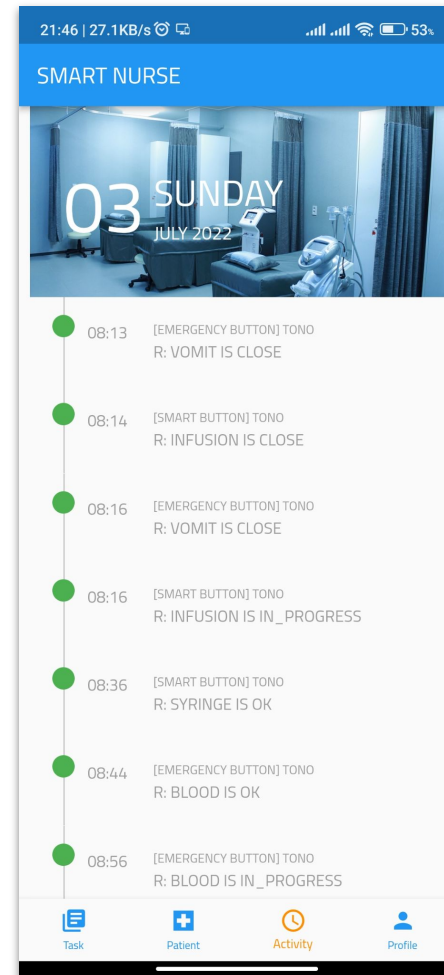 21:46 | 27.1KB/s 53%
SMART NURSE
03 SUNDAY
JULY 2022
08:13 [EMERGENCY BUTTON] TONO
R: VOMIT IS CLOSE
08:14 [SMART BUTTON] TONO
R: INFUSION IS CLOSE
08:16 [EMERGENCY BUTTON] TONO
R: VOMIT IS CLOSE
08:16 [SMART BUTTON] TONO
R: INFUSION IS IN_PROGRESS
08:36 [SMART BUTTON] TONO
R: SYRINGE IS OK
08:44 [EMERGENCY BUTTON] TONO
R: BLOOD IS OK
08:56 [EMERGENCY BUTTON] TONO
R: BLOOD IS IN_PROGRESS
Task Patient Activity Profile